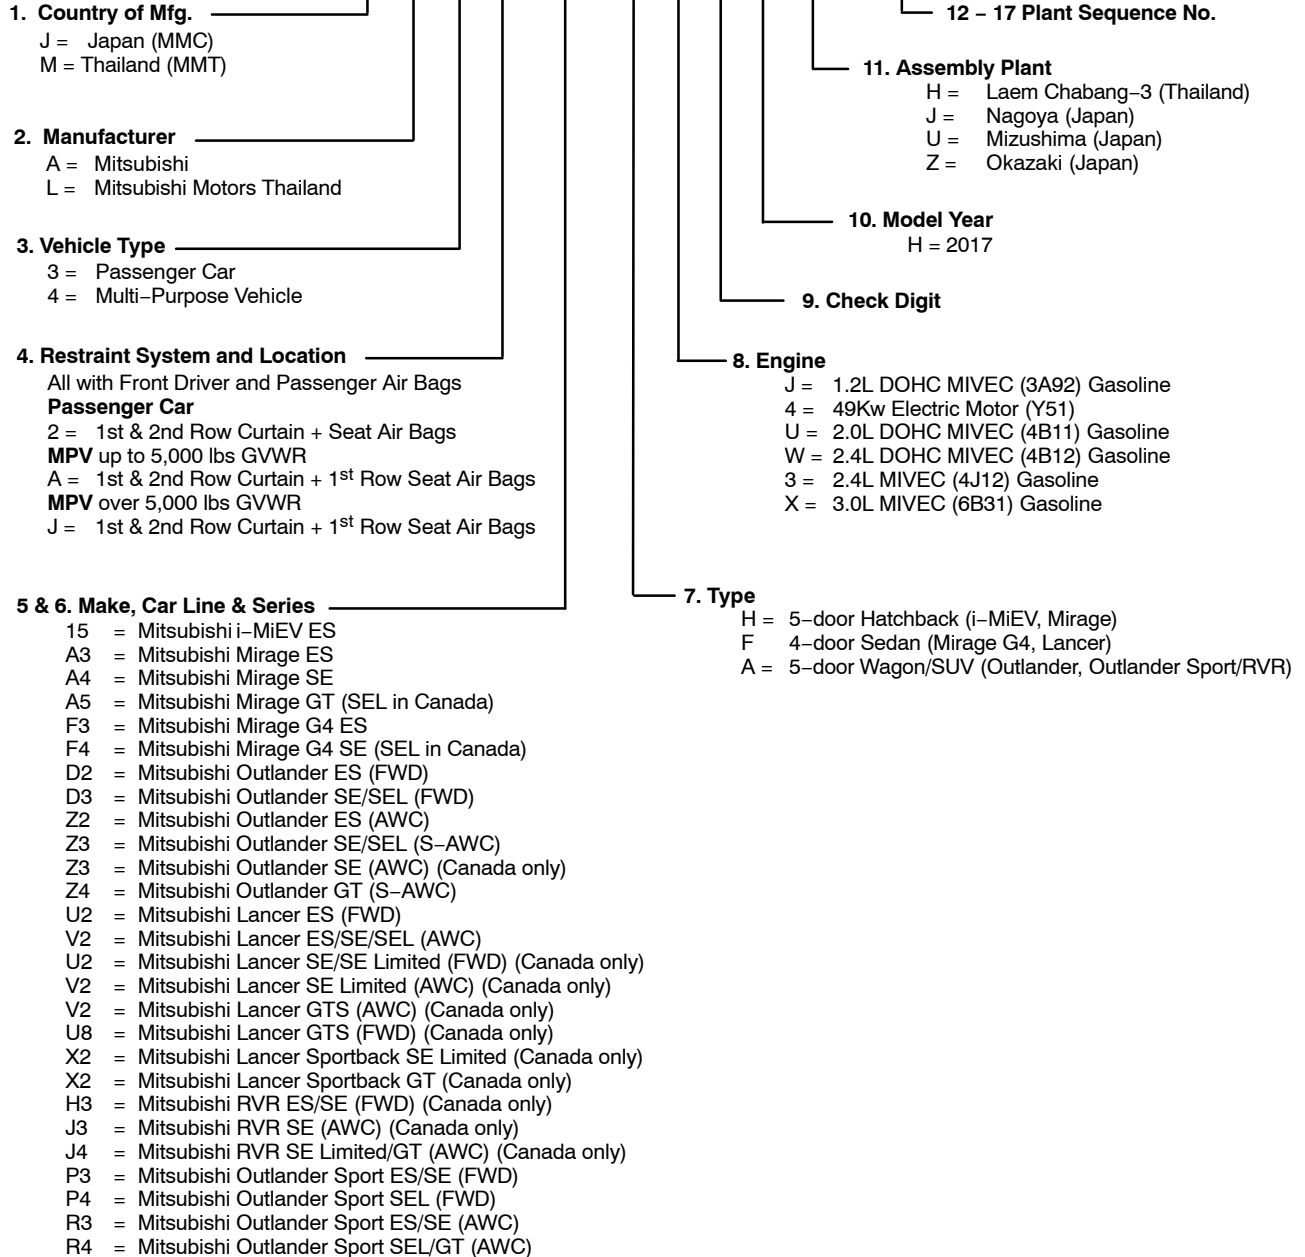 1. Country of Mfg.
J = Japan (MMC)
M = Thailand (MMT)
2. Manufacturer
A = Mitsubishi
L = Mitsubishi Motors Thailand
3. Vehicle Type
3 = Passenger Car
4 = Multi−Purpose Vehicle
4. Restraint System and Location
All with Front Driver and Passenger Air Bags
Passenger Car
2 = 1st & 2nd Row Curtain + Seat Air Bags
MPV up to 5,000 lbs GVWR
A = 1st & 2nd Row Curtain + 1st Row Seat Air Bags
MPV over 5,000 lbs GVWR
J = 1st & 2nd Row Curtain + 1st Row Seat Air Bags
5 & 6. Make, Car Line & Series
15 = Mitsubishi i−MiEV ES
A3 = Mitsubishi Mirage ES
A4 = Mitsubishi Mirage SE
A5 = Mitsubishi Mirage GT (SEL in Canada)
F3 = Mitsubishi Mirage G4 ES
F4 = Mitsubishi Mirage G4 SE (SEL in Canada)
D2 = Mitsubishi Outlander ES (FWD)
D3 = Mitsubishi Outlander SE/SEL (FWD)
Z2 = Mitsubishi Outlander ES (AWC)
Z3 = Mitsubishi Outlander SE/SEL (S−AWC)
Z3 = Mitsubishi Outlander SE (AWC) (Canada only)
Z4 = Mitsubishi Outlander GT (S−AWC)
U2 = Mitsubishi Lancer ES (FWD)
V2 = Mitsubishi Lancer ES/SE/SEL (AWC)
U2 = Mitsubishi Lancer SE/SE Limited (FWD) (Canada only)
V2 = Mitsubishi Lancer SE Limited (AWC) (Canada only)
V2 = Mitsubishi Lancer GTS (AWC) (Canada only)
U8 = Mitsubishi Lancer GTS (FWD) (Canada only)
X2 = Mitsubishi Lancer Sportback SE Limited (Canada only)
X2 = Mitsubishi Lancer Sportback GT (Canada only)
H3 = Mitsubishi RVR ES/SE (FWD) (Canada only)
J3 = Mitsubishi RVR SE (AWC) (Canada only)
J4 = Mitsubishi RVR SE Limited/GT (AWC) (Canada only)
P3 = Mitsubishi Outlander Sport ES/SE (FWD)
P4 = Mitsubishi Outlander Sport SEL (FWD)
R3 = Mitsubishi Outlander Sport ES/SE (AWC)
R4 = Mitsubishi Outlander Sport SEL/GT (AWC)
12 − 17 Plant Sequence No.
11. Assembly Plant
H = Laem Chabang−3 (Thailand)
J = Nagoya (Japan)
U = Mizushima (Japan)
Z = Okazaki (Japan)
10. Model Year
H = 2017
9. Check Digit
8. Engine
J = 1.2L DOHC MIVEC (3A92) Gasoline
4 = 49Kw Electric Motor (Y51)
U = 2.0L DOHC MIVEC (4B11) Gasoline
W = 2.4L DOHC MIVEC (4B12) Gasoline
3 = 2.4L MIVEC (4J12) Gasoline
X = 3.0L MIVEC (6B31) Gasoline
7. Type
H = 5−door Hatchback (i−MiEV, Mirage)
F 4−door Sedan (Mirage G4, Lancer)
A = 5−door Wagon/SUV (Outlander, Outlander Sport/RVR)